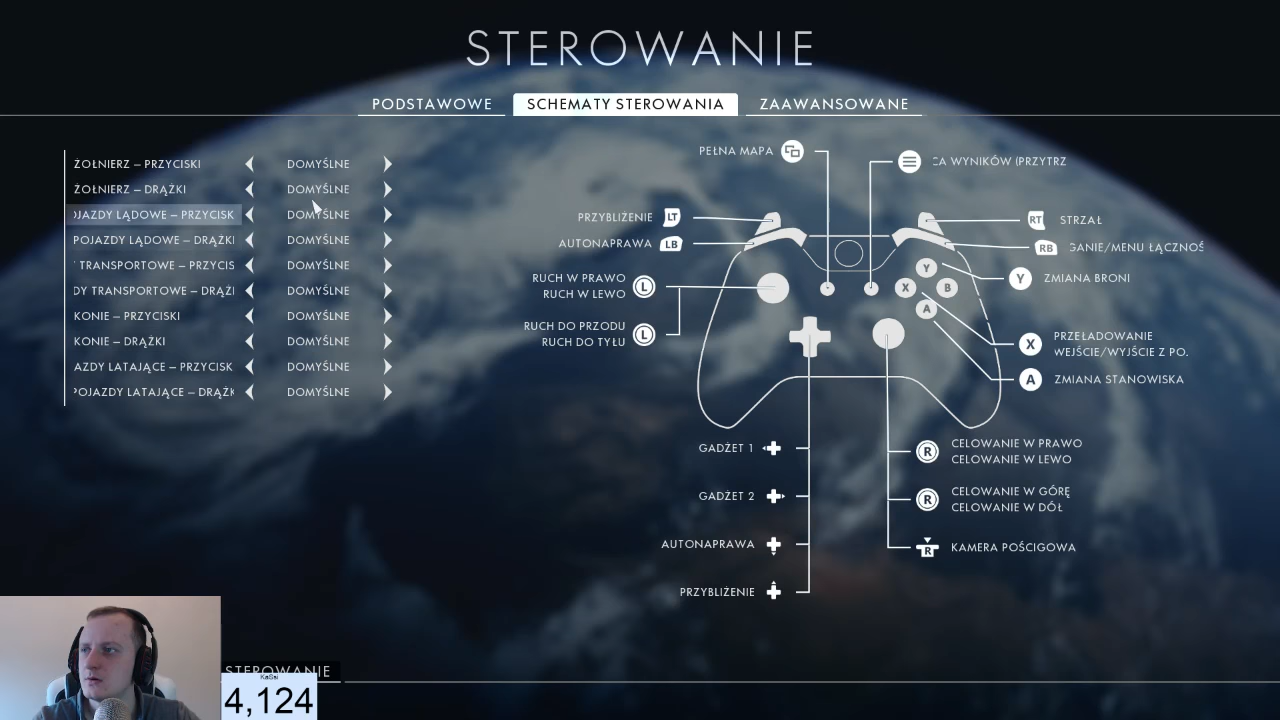 STEROWANIE
PODSTAWOWE
SCHEMATY STEROWANIA
ZAAWANSOWANE
ŻOŁNIERZ – PRZYCISKI
DOMYŚLNE
ŻOŁNIERZ – DRĄŻKI
DOMYŚLNE
OJAZDY LĄDOWE – PRZYCISK
DOMYŚLNE
POJAZDY LĄDOWE – DRĄŻKI
DOMYŚLNE
TRANSPORTOWE – PRZYCIS
DOMYŚLNE
DY TRANSPORTOWE – DRĄŻI
DOMYŚLNE
KONIE – PRZYCISKI
DOMYŚLNE
KONIE – DRĄŻKI
DOMYŚLNE
AZDY LATAJĄCE – PRZYCISK
DOMYŚLNE
POJAZDY LATAJĄCE – DRĄŻK
DOMYŚLNE
PEŁNA MAPA
CA WYNIKÓW (PRZYTRZ
PRZYBLIŻENIE LT
RT STRZAŁ
AUTONAPRAWA LB
RB GANIE/MENU ŁĄCZNOŚ
Y
X
B
A
Y ZMIANA BRONI
RUCH W PRAWO
RUCH W LEWO
L
RUCH DO PRZODU
RUCH DO TYŁU
L
X
PRZEŁADOWANIE
WEJŚCIE/WYJŚCIE Z PO.
A ZMIANA STANOWISKA
GADŻET 1
GADŻET 2
AUTONAPRAWA
PRZYBLIŻENIE
R
CELOWANIE W PRAWO
CELOWANIE W LEWO
R
CELOWANIE W GÓRĘ
CELOWANIE W DÓŁ
R KAMERA POŚCIGOWA
STEROWANIE
KaSai
4,124